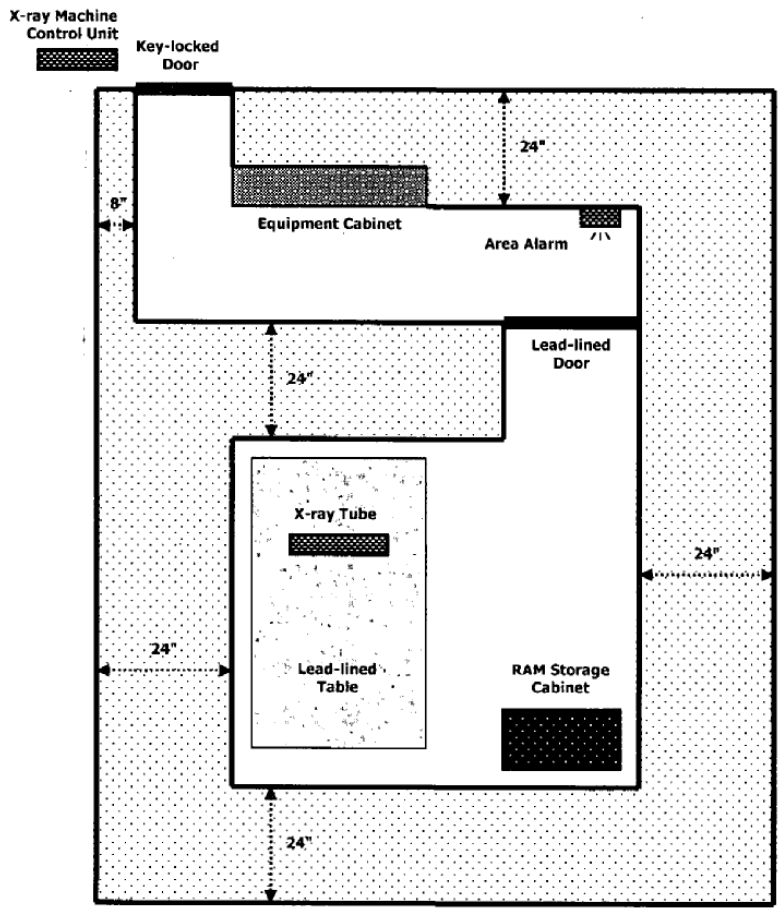 X-ray Machine
Control Unit
Key-locked
Door
24"
8"
Equipment Cabinet
Area Alarm
Lead-lined
Door
24"
X-ray Tube
24"
24"
Lead-lined
Table
RAM Storage
Cabinet
24"